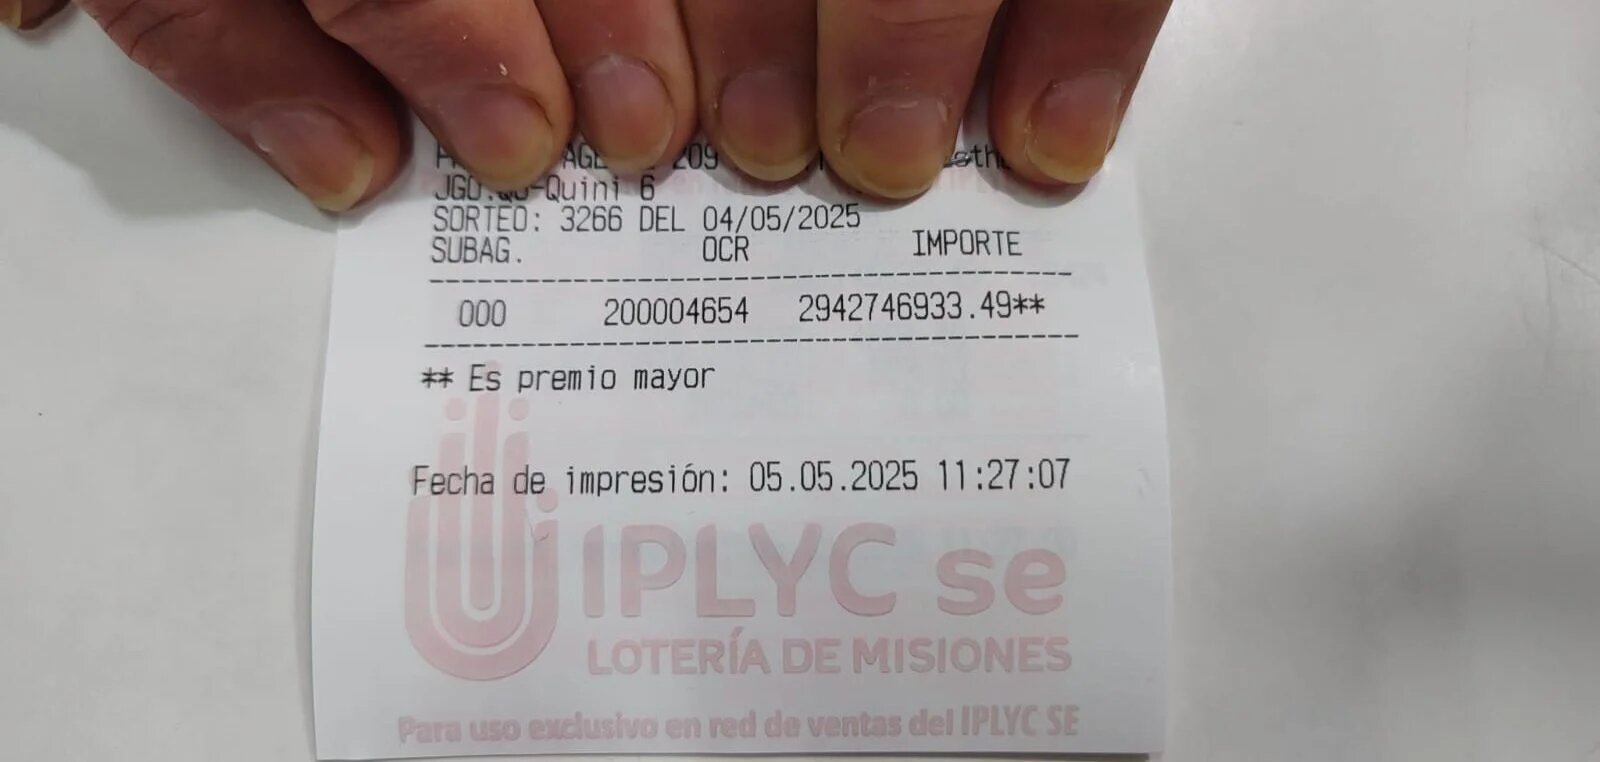 AGE 209
JGO. -Quini 6
SORTEO: 3266 DEL 04/05/2025
SUBAG. OCR IMPORTE
000 200004654 2942746933.49**
** Es premio mayor
Fecha de impresión: 05.05.2025 11:27:07
IPLYC se
LOTERÍA DE MISIONES
Para uso exclusivo en red de ventas del IPLYC SE